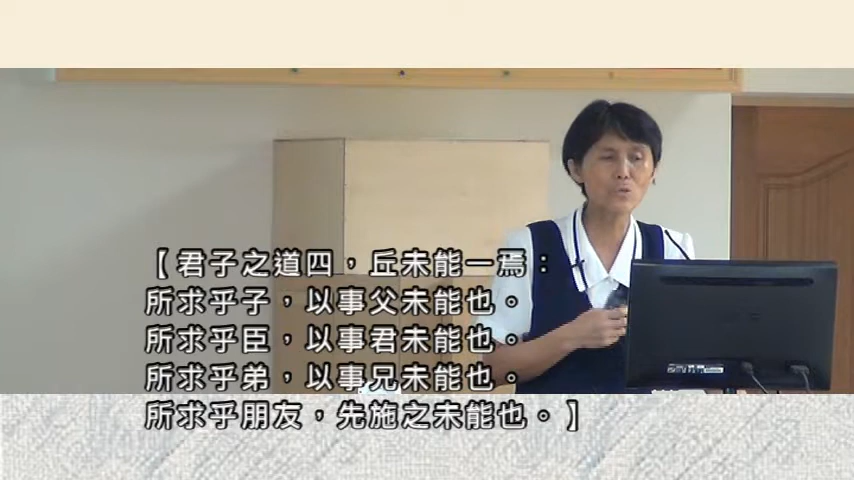 【君子之道四，丘未能一焉：
所求乎子，以事父未能也。
所求乎臣，以事君未能也。
所求乎弟，以事兄未能也。
所求乎朋友，先施之未能也。】